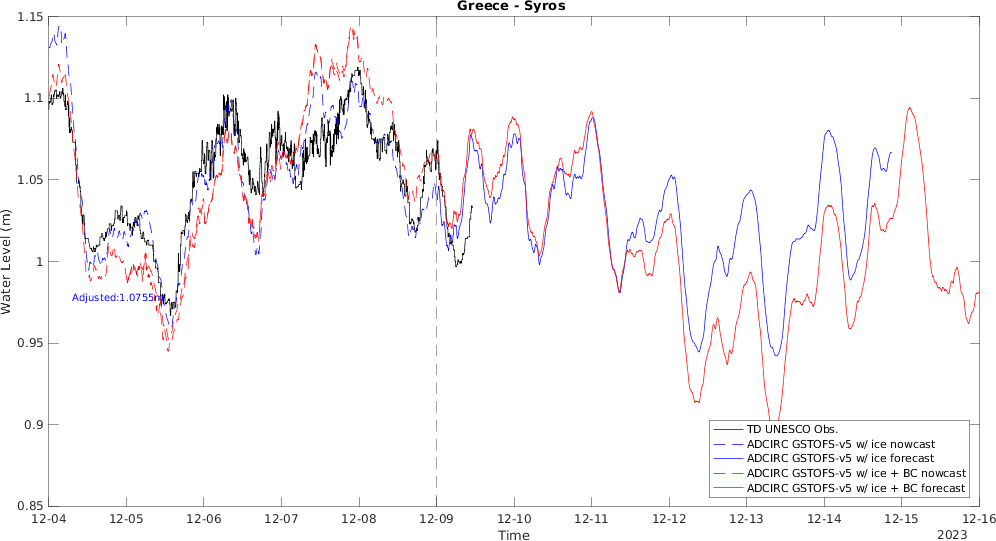 Greece - Syros
1.15
1.1
1.05
1
0.95
0.9
0.85
Water Level (m)
Adjusted:1.0755m
TD UNESCO Obs.
ADCIRC GSTOFS-v5 w/ ice nowcast
ADCIRC GSTOFS-v5 w/ ice forecast
ADCIRC GSTOFS-v5 w/ ice + BC nowcast
ADCIRC GSTOFS-v5 w/ ice + BC forecast
12-04 12-05 12-06 12-07 12-08 12-09 12-10 12-11 12-12 12-13 12-14 12-15 12-16
Time
2023